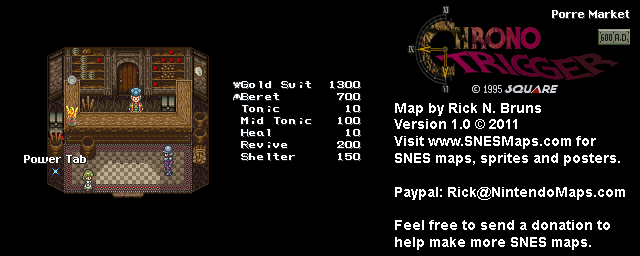 Porre Market
600 A.D.
CHRONO
TRIGGER
© 1995 SQUARE
Gold Suit 1300
Beret 700
Tonic 10
Mid Tonic 100
Heal 10
Revive 200
Shelter 150
Power Tab
Map by Rick N. Bruns
Version 1.0 © 2011
Visit www.SNESMaps.com for
SNES maps, sprites and posters.
Paypal: Rick@NintendoMaps.com
Feel free to send a donation to
help make more SNES maps.